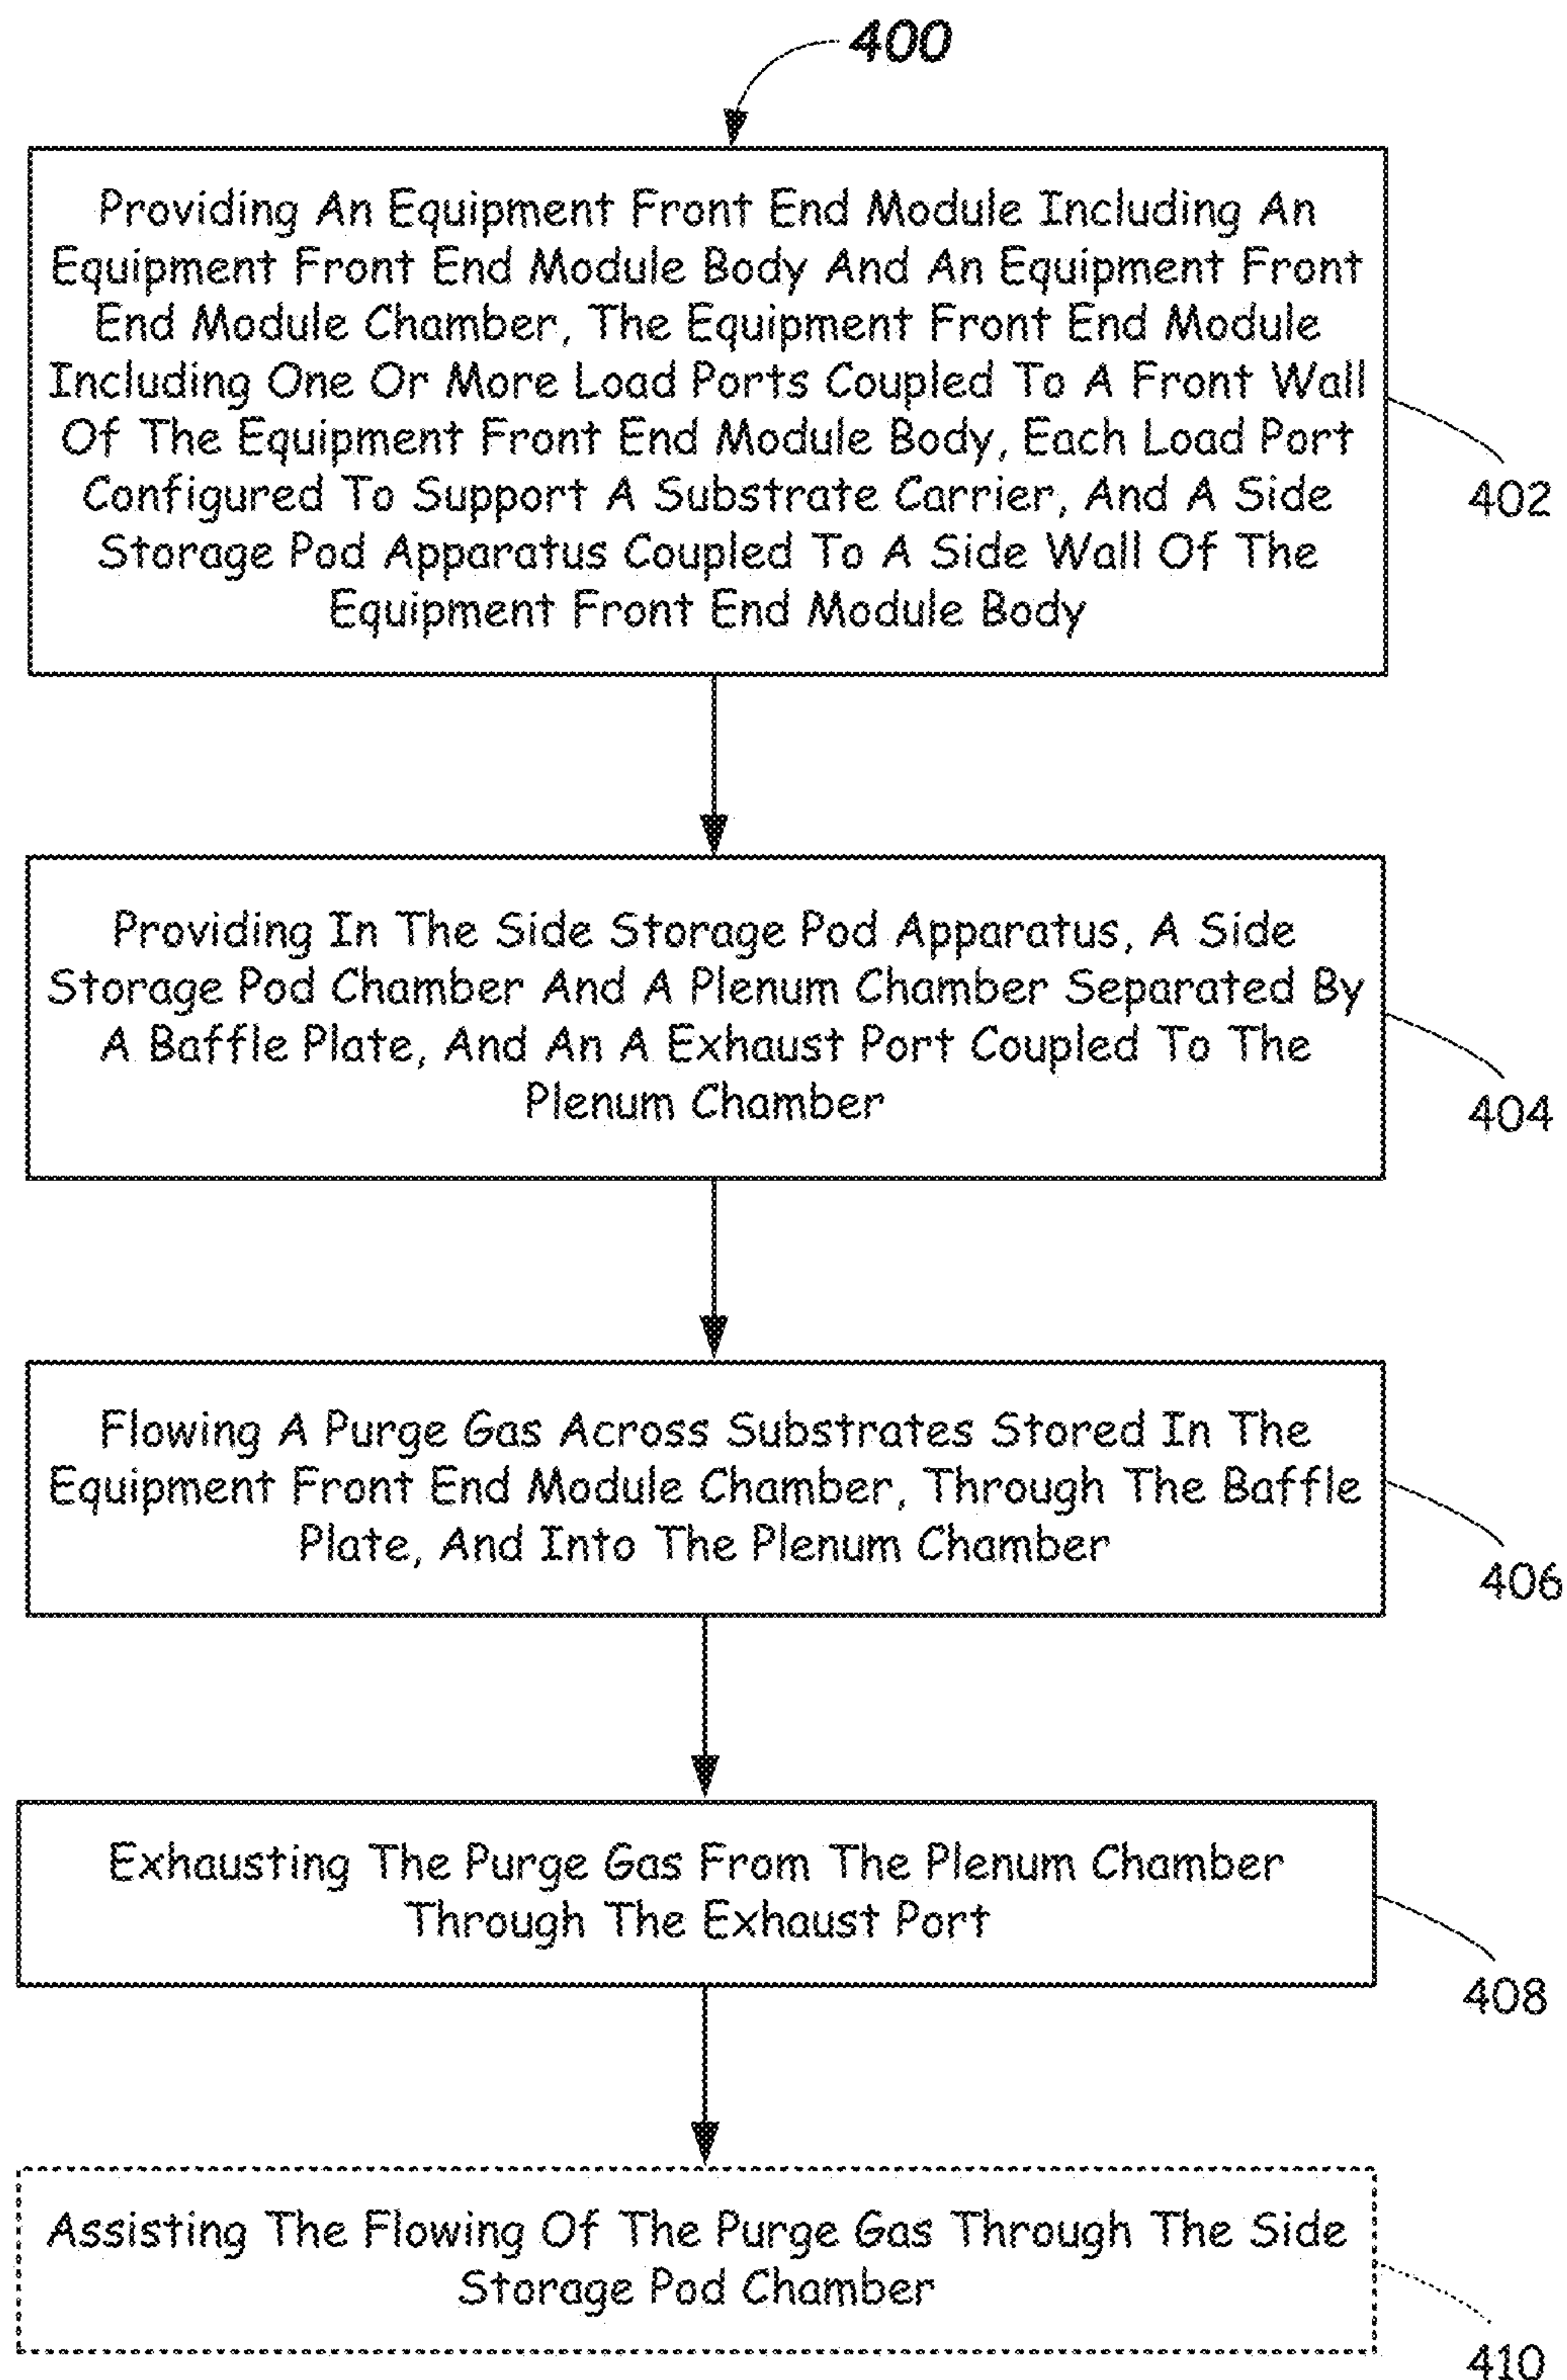 400
Providing An Equipment Front End Module Including An
Equipment Front End Module Body And An Equipment Front
End Module Chamber, The Equipment Front End Module
Including One Or More Load Ports Coupled To A Front Wall
Of The Equipment Front End Module Body, Each Load Port
Configured To Support A Substrate Carrier, And A Side
Storage Pod Apparatus Coupled To A Side Wall Of The
Equipment Front End Module Body
402
Providing In The Side Storage Pod Apparatus, A Side
Storage Pod Chamber And A Plenum Chamber Separated By
A Baffle Plate, And An A Exhaust Port Coupled To The
Plenum Chamber
404
Flowing A Purge Gas Across Substrates Stored In The
Equipment Front End Module Chamber, Through The Baffle
Plate, And Into The Plenum Chamber
406
Exhausting The Purge Gas From The Plenum Chamber
Through The Exhaust Port
408
Assisting The Flowing Of The Purge Gas Through The Side
Storage Pod Chamber
410